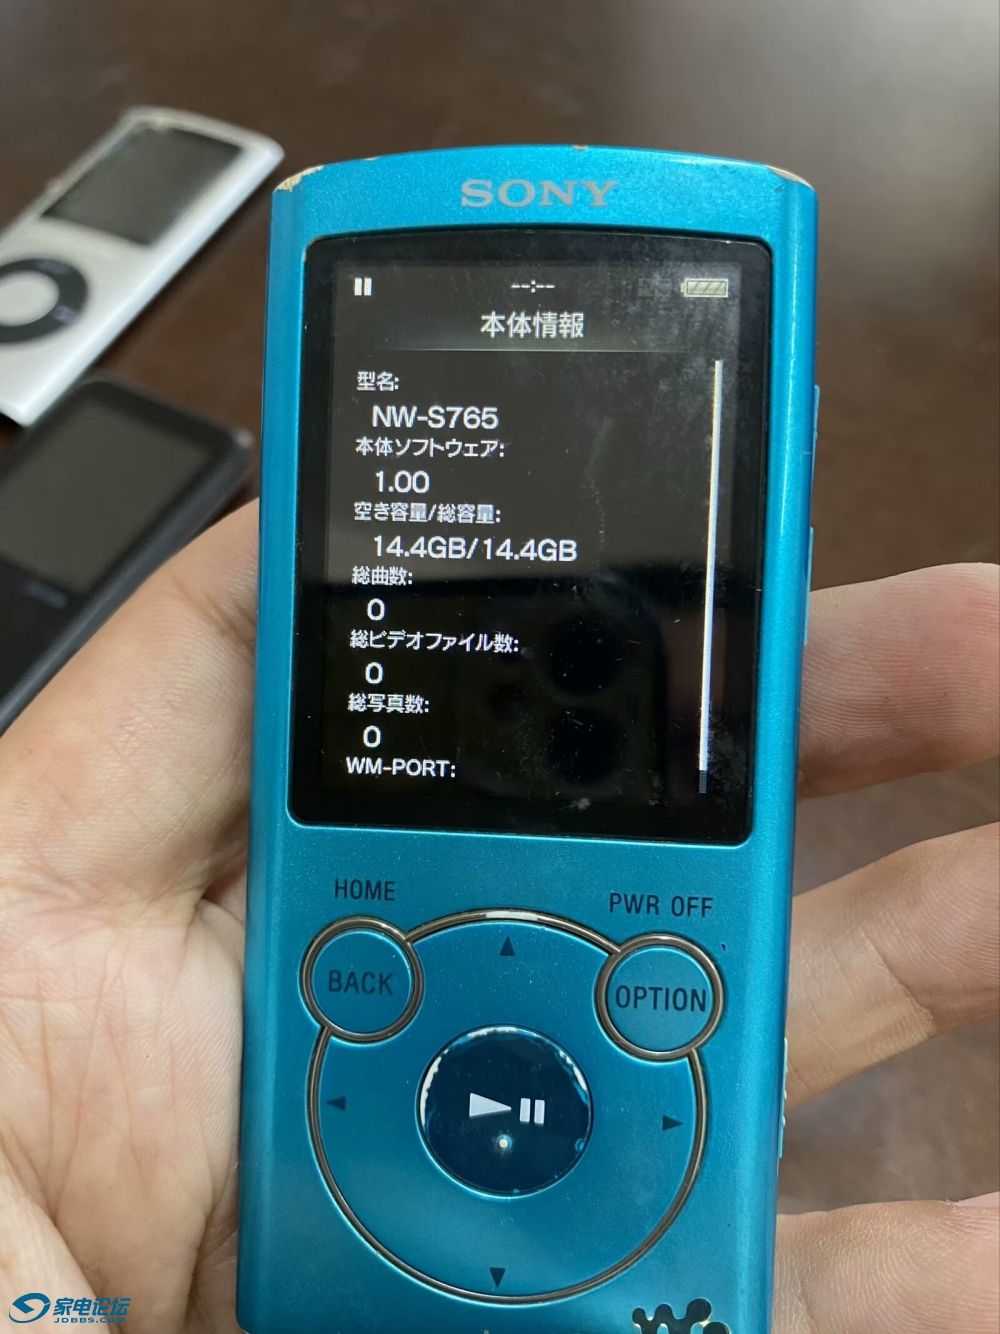 SONY
--:--
本体情報
型名:
NW-S765
本体ソフトウェア:
1.00
空き容量/総容量:
14.4GB/14.4GB
総曲数:
0
総ビデオファイル数:
0
総写真数:
0
WM-PORT:
HOME
PWR OFF
BACK
OPTION
家电论坛
JDBBS.COM